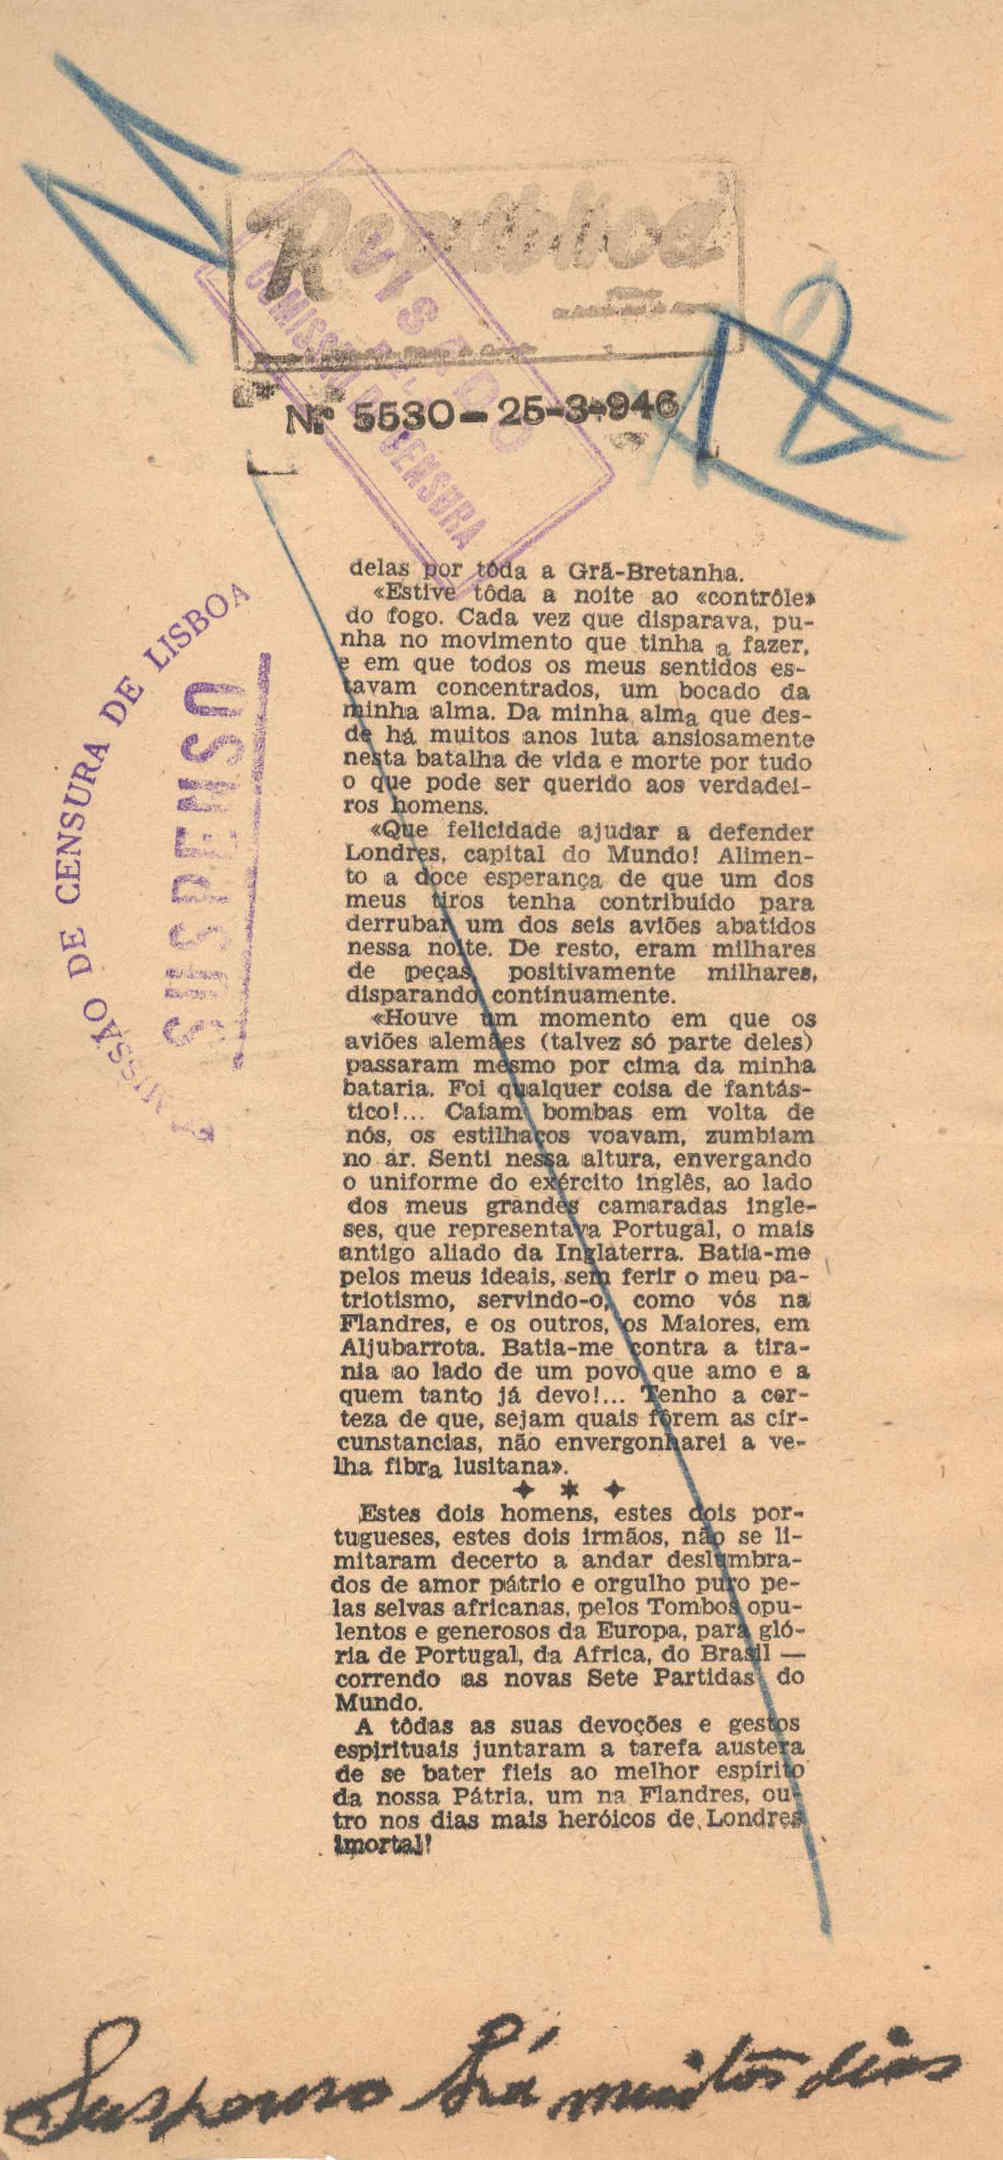 República
VISADO
COMISSÃO DE CENSURA
Nº 5530 - 25-3-946
COMISSÃO DE CENSURA DE LISBOA
SUSPENSO
delas por tôda a Grã-Bretanha.
«Estive tôda a noite ao «contrôle»
do fogo. Cada vez que disparava, pu-
nha no movimento que tinha a fazer,
e em que todos os meus sentidos es-
tavam concentrados, um bocado da
minha alma. Da minha alma que des-
de há muitos anos luta ansiosamente
nesta batalha de vida e morte por tudo
o que pode ser querido aos verdadei-
ros homens.
«Que felicidade ajudar a defender
Londres, capital do Mundo! Alimen-
to a doce esperança de que um dos
meus tiros tenha contribuído para
derrubar um dos seis aviões abatidos
nessa noite. De resto, eram milhares
de peças, positivamente milhares,
disparando continuamente.
«Houve um momento em que os
aviões alemães (talvez só parte deles)
passaram mesmo por cima da minha
bataria. Foi qualquer coisa de fantás-
tico!... Caíam bombas em volta de
nós, os estilhaços voavam, zumbiam
no ar. Senti nessa altura, envergando
o uniforme do exército inglês, ao lado
dos meus grandes camaradas ingle-
ses, que representava Portugal, o mais
antigo aliado da Inglaterra. Batia-me
pelos meus ideais, sem ferir o meu pa-
triotismo, servindo-o, como vós na
Flandres, e os outros, os Maiores, em
Aljubarrota. Batia-me contra a tira-
nia ao lado de um povo que amo e a
quem tanto já devo!... Tenho a cer-
teza de que, sejam quais fôrem as cir-
cunstancias, não envergonharei a ve-
lha fibra lusitana».
Estes dois homens, estes dois por-
tugueses, estes dois irmãos, não se li-
mitaram decerto a andar deslumbra-
dos de amor pátrio e orgulho puro pe-
las selvas africanas, pelos Tombos opu-
lentos e generosos da Europa, para gló-
ria de Portugal, da Africa, do Brasil —
correndo as novas Sete Partidas do
Mundo.
A tôdas as suas devoções e gestos
espirituais juntaram a tarefa austera
de se bater fieis ao melhor espírito
da nossa Pátria, um na Flandres, ou-
tro nos dias mais heróicos de Londres
imortal!
Suspenso há muitos dias